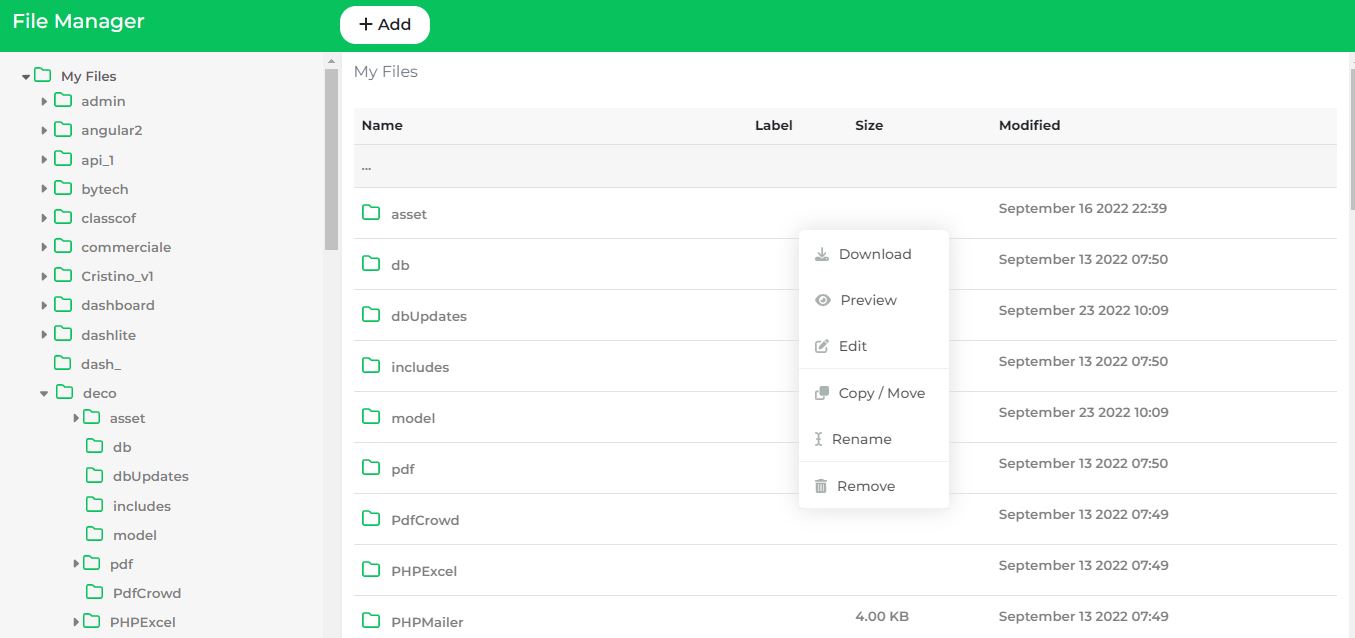 File Manager
+ Add
My Files
admin
angular2
api_1
bytech
classcof
commerciale
Cristino_v1
dashboard
dashlite
dash_
deco
asset
db
dbUpdates
includes
model
pdf
PdfCrowd
PHPExcel
My Files
Name Label Size Modified
...
asset September 16 2022 22:39
db September 13 2022 07:50
dbUpdates September 23 2022 10:09
includes September 13 2022 07:50
model September 23 2022 10:09
pdf September 13 2022 07:50
PdfCrowd September 13 2022 07:49
PHPExcel September 13 2022 07:49
PHPMailer 4.00 KB September 13 2022 07:49
Download
Preview
Edit
Copy / Move
Rename
Remove